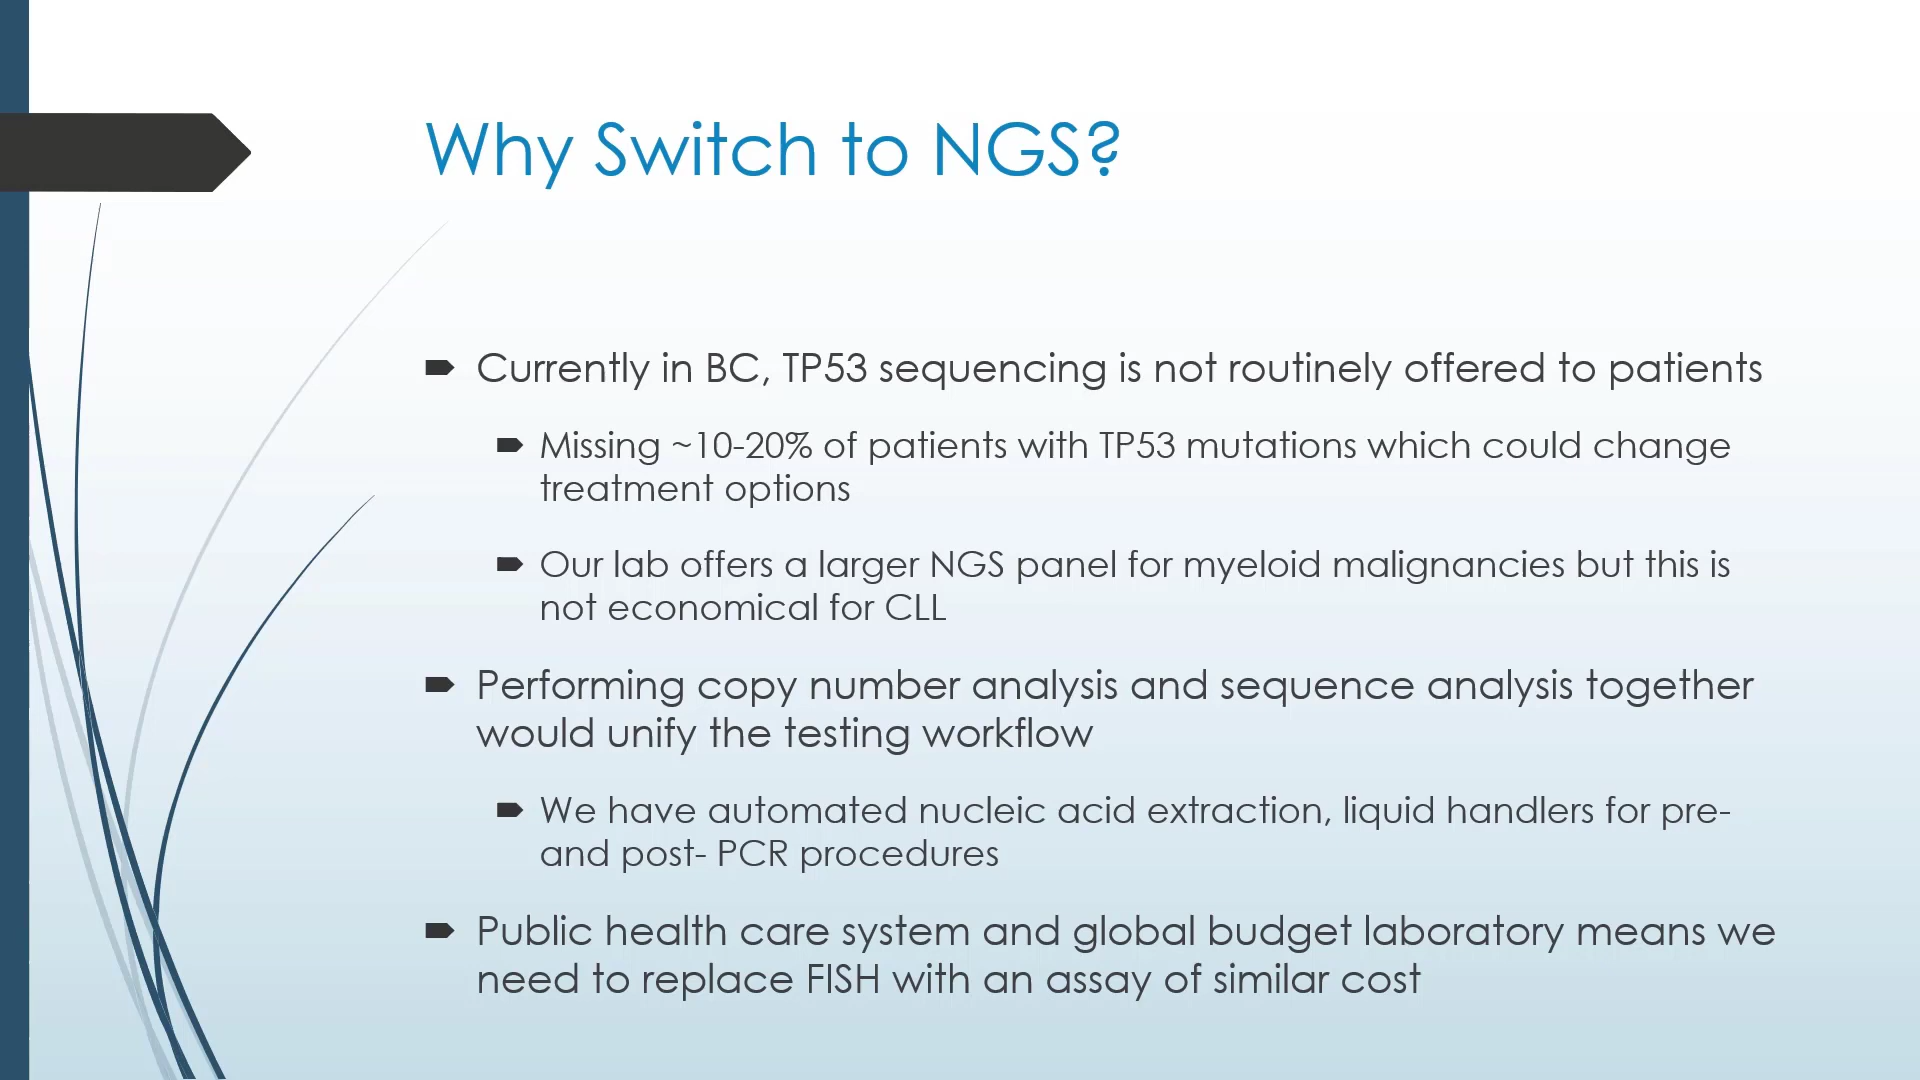 Why Switch to NGS?
Currently in BC, TP53 sequencing is not routinely offered to patients
Missing ~10-20% of patients with TP53 mutations which could change
treatment options
Our lab offers a larger NGS panel for myeloid malignancies but this is
not economical for CLL
Performing copy number analysis and sequence analysis together
would unify the testing workflow
We have automated nucleic acid extraction, liquid handlers for pre-
and post- PCR procedures
Public health care system and global budget laboratory means we
need to replace FISH with an assay of similar cost